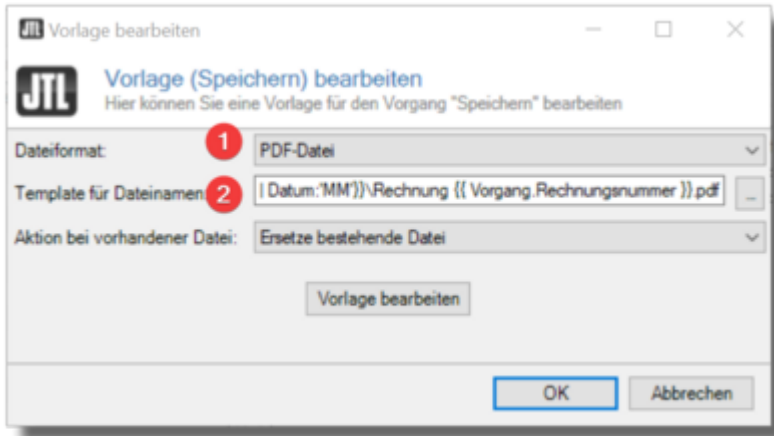 JTL Vorlage bearbeiten
JTL
Vorlage (Speichern) bearbeiten
Hier können Sie eine Vorlage für den Vorgang "Speichern" bearbeiten
Dateiformat: 1 PDF-Datei
Template für Dateinamen: 2 | Datum:'MM'}}\Rechnung {{ Vorgang.Rechnungsnummer }}.pdf ...
Aktion bei vorhandener Datei: Ersetze bestehende Datei
Vorlage bearbeiten
OK Abbrechen